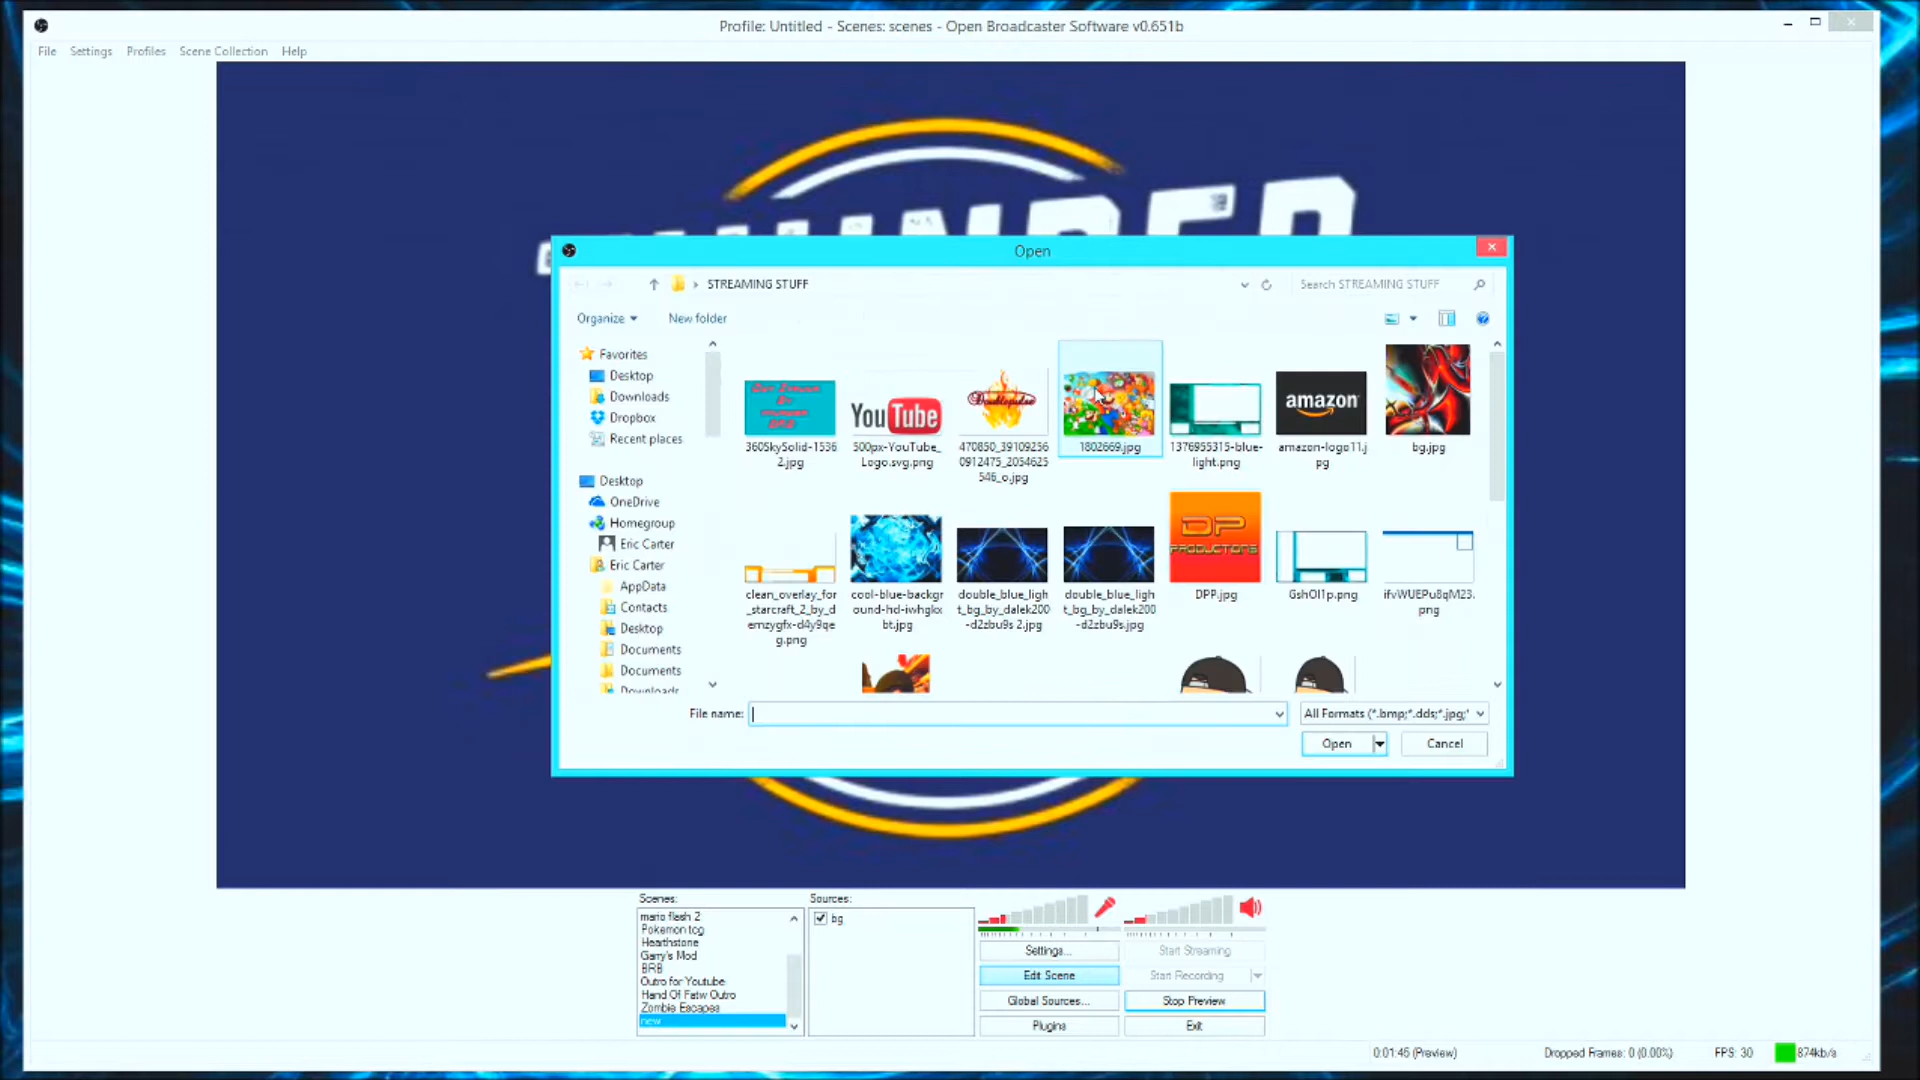 Profile: Untitled - Scenes: scenes - Open Broadcaster Software v0.651b
File Settings Profiles Scene Collection Help
Open
STREAMING STUFF
Search STREAMING STUFF
Organize
New folder
Favorites
Desktop
Downloads
Dropbox
Recent places
Desktop
OneDrive
Homegroup
Eric Carter
Eric Carter
AppData
Contacts
Desktop
Documents
Documents
Downloads
YouTube
Doublepulse
amazon
360SkySolid-1536
2.jpg
500px-YouTube_
Logo.svg.png
470850_39109256
0912475_2054625
546_o.jpg
1802669.jpg
1376955315-blue-
light.png
amazon-logo11.j
pg
bg.jpg
DP
PRODUCTIONS
clean_overlay_for
_starcraft_2_by_d
emzygfx-d4y9qe
g.png
cool-blue-backgr
ound-hd-iwhgkx
bt.jpg
double_blue_ligh
t_bg_by_dalek200
-d2zbu9s 2.jpg
double_blue_ligh
t_bg_by_dalek200
-d2zbu9s.jpg
DPP.jpg
GshOl1p.png
ifvWUEPu8qM23.
png
File name:
All Formats (*.bmp;*.dds;*.jpg;*
Open
Cancel
Scenes:
mario flash 2
Pokemon tcg
Hearthstone
Garry's Mod
BRB
Outro for Youtube
Hand Of Fatw Outro
Zombie Escapes
new
Sources:
bg
Settings...
Start Streaming
Edit Scene
Start Recording
Global Sources...
Stop Preview
Plugins
Exit
0:01:46 (Preview)
Dropped Frames: 0 (0.00%)
FPS: 30
874kb/s